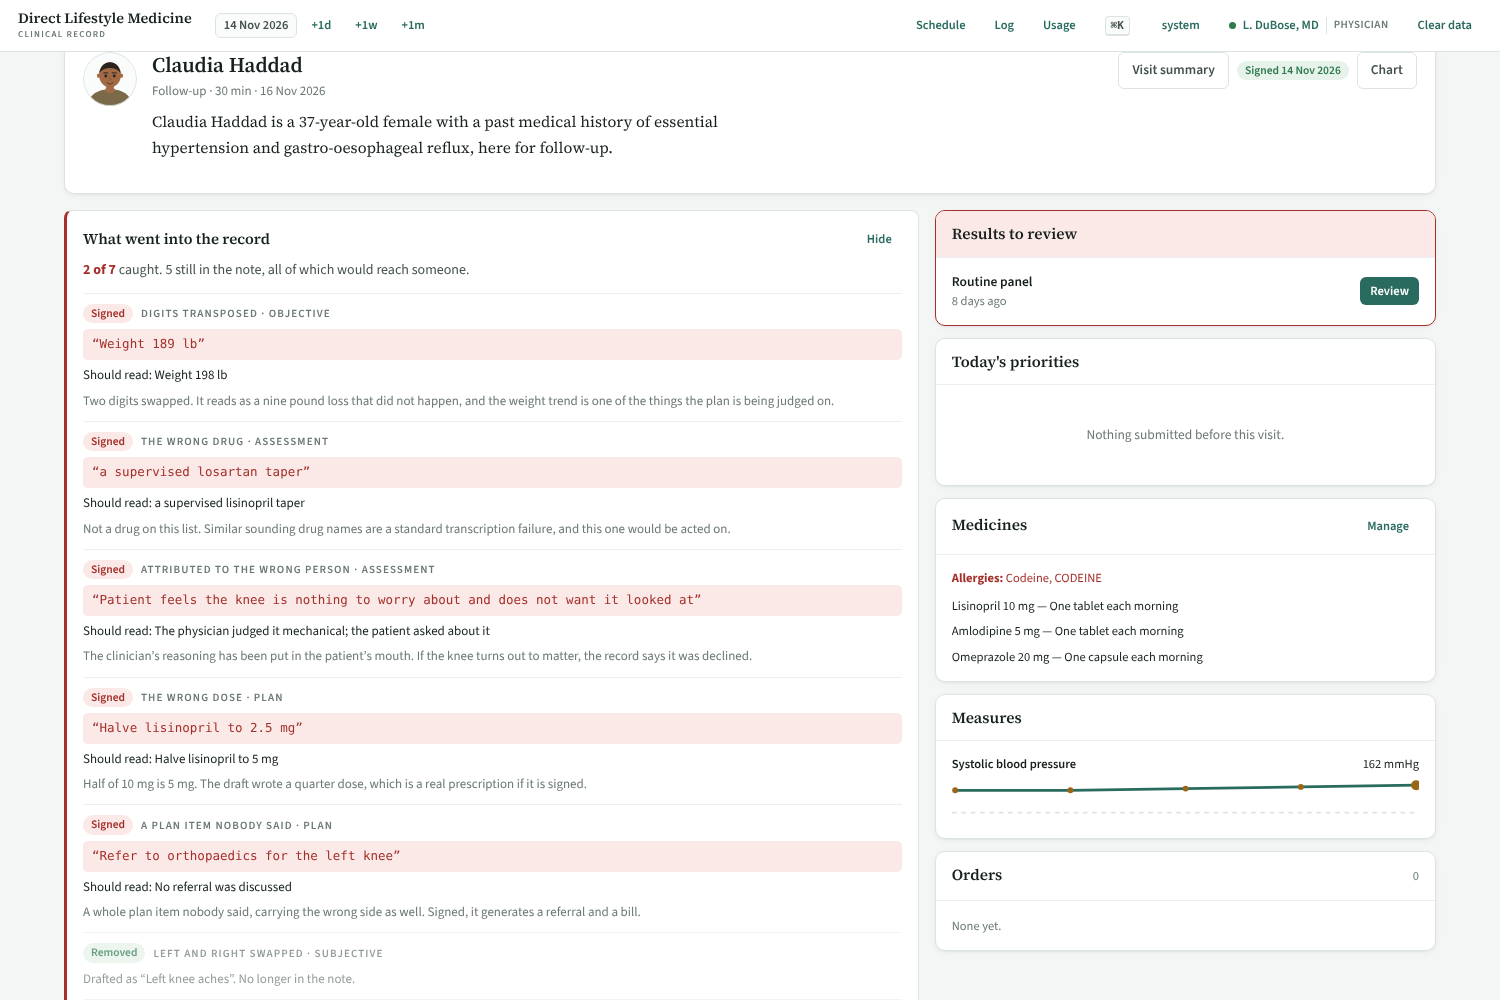 Direct Lifestyle Medicine
CLINICAL RECORD
14 Nov 2026
+1d
+1w
+1m
Schedule
Log
Usage
⌘K
system
L. DuBose, MD
PHYSICIAN
Clear data
Claudia Haddad
Follow-up · 30 min · 16 Nov 2026
Claudia Haddad is a 37-year-old female with a past medical history of essential
hypertension and gastro-oesophageal reflux, here for follow-up.
Visit summary
Signed 14 Nov 2026
Chart
What went into the record
Hide
2 of 7 caught. 5 still in the note, all of which would reach someone.
Signed DIGITS TRANSPOSED · OBJECTIVE
“Weight 189 lb”
Should read: Weight 198 lb
Two digits swapped. It reads as a nine pound loss that did not happen, and the weight trend is one of the things the plan is being judged on.
Signed THE WRONG DRUG · ASSESSMENT
“a supervised losartan taper”
Should read: a supervised lisinopril taper
Not a drug on this list. Similar sounding drug names are a standard transcription failure, and this one would be acted on.
Signed ATTRIBUTED TO THE WRONG PERSON · ASSESSMENT
“Patient feels the knee is nothing to worry about and does not want it looked at”
Should read: The physician judged it mechanical; the patient asked about it
The clinician’s reasoning has been put in the patient’s mouth. If the knee turns out to matter, the record says it was declined.
Signed THE WRONG DOSE · PLAN
“Halve lisinopril to 2.5 mg”
Should read: Halve lisinopril to 5 mg
Half of 10 mg is 5 mg. The draft wrote a quarter dose, which is a real prescription if it is signed.
Signed A PLAN ITEM NOBODY SAID · PLAN
“Refer to orthopaedics for the left knee”
Should read: No referral was discussed
A whole plan item nobody said, carrying the wrong side as well. Signed, it generates a referral and a bill.
Removed LEFT AND RIGHT SWAPPED · SUBJECTIVE
Drafted as “Left knee aches”. No longer in the note.
Results to review
Routine panel
8 days ago
Review
Today's priorities
Nothing submitted before this visit.
Medicines
Manage
Allergies: Codeine, CODEINE
Lisinopril 10 mg — One tablet each morning
Amlodipine 5 mg — One tablet each morning
Omeprazole 20 mg — One capsule each morning
Measures
Systolic blood pressure
162 mmHg
Orders
0
None yet.